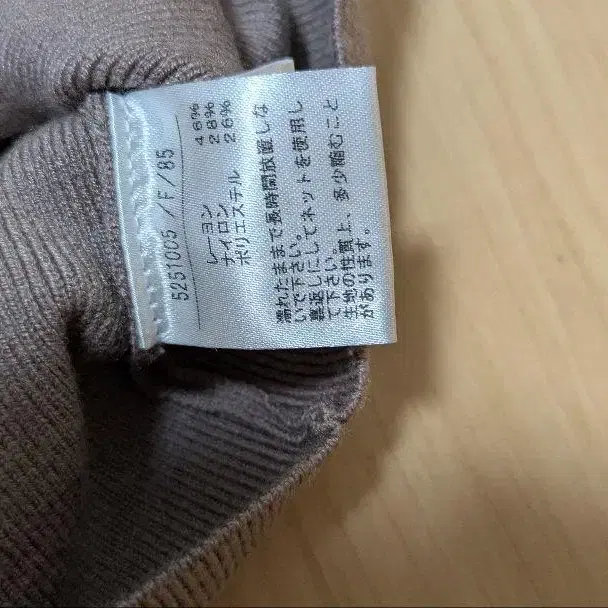 5251005 /F/85
レーヨン 46%
ナイロン 28%
ポリエステル 26%
濡れたままで長時間放置しな
いで下さい。
裏返しにしてネットを使用し
て下さい。
生地の性質上、多少縮むこと
があります。